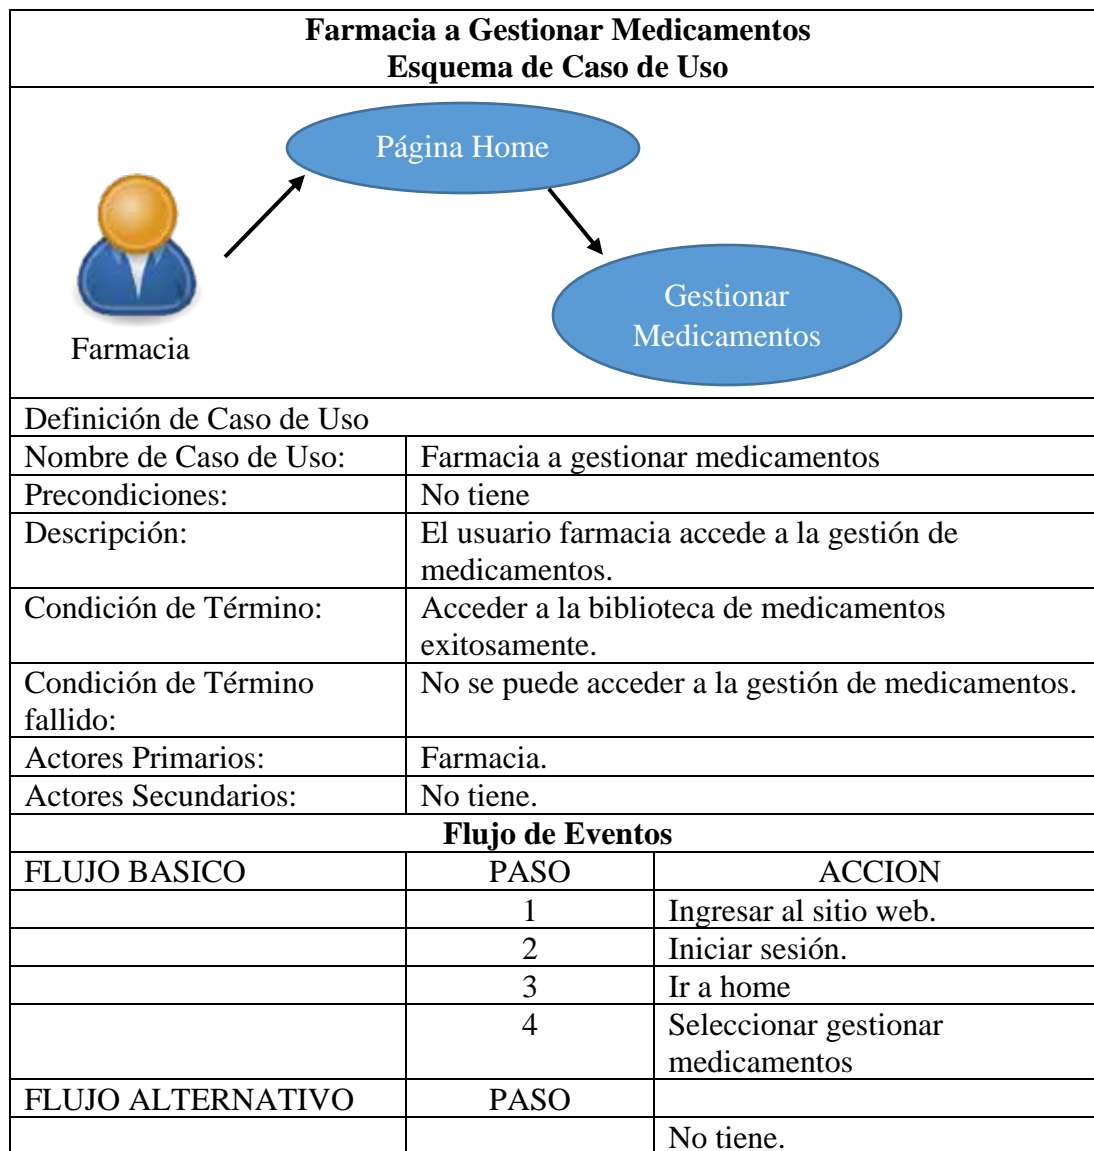 Farmacia a Gestionar Medicamentos
Esquema de Caso de Uso
Página Home
Gestionar
Medicamentos
Farmacia
Definición de Caso de Uso
Nombre de Caso de Uso: Farmacia a gestionar medicamentos
Precondiciones: No tiene
Descripción: El usuario farmacia accede a la gestión de
medicamentos.
Condición de Término: Acceder a la biblioteca de medicamentos
exitosamente.
Condición de Término
fallido:
No se puede acceder a la gestión de medicamentos.
Actores Primarios: Farmacia.
Actores Secundarios: No tiene.
Flujo de Eventos
FLUJO BASICO PASO ACCION
1 Ingresar al sitio web.
2 Iniciar sesión.
3 Ir a home
4 Seleccionar gestionar
medicamentos
FLUJO ALTERNATIVO PASO
No tiene.